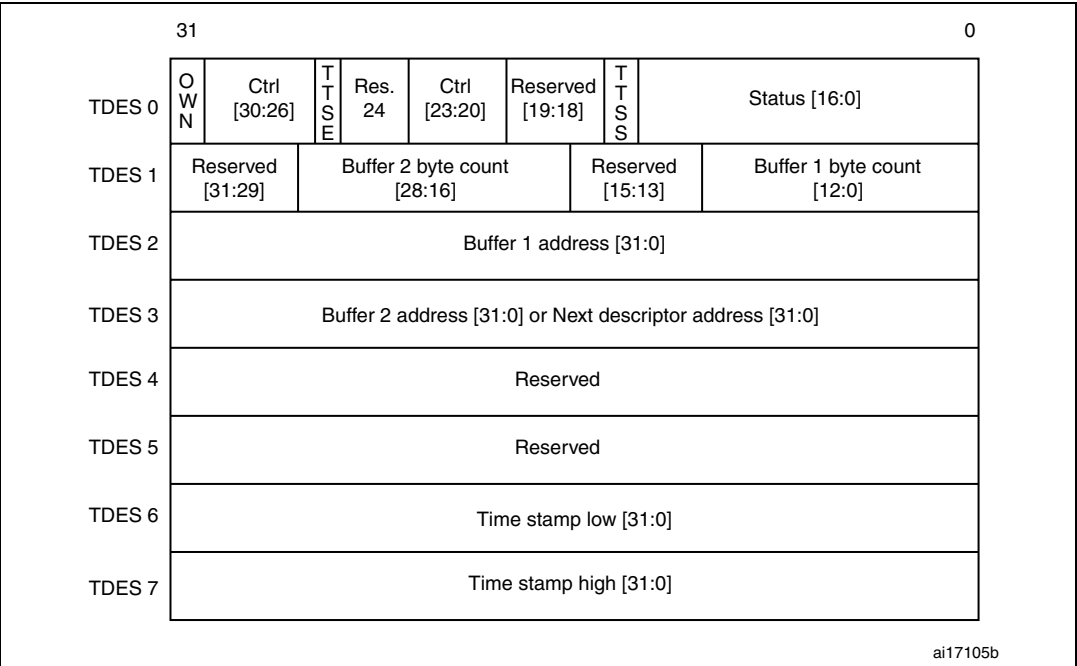 31 0
TDES 0
OWN
Ctrl
[30:26]
TTSE
Res.
24
Ctrl
[23:20]
Reserved
[19:18]
TTSS
Status [16:0]
TDES 1
Reserved
[31:29]
Buffer 2 byte count
[28:16]
Reserved
[15:13]
Buffer 1 byte count
[12:0]
TDES 2
Buffer 1 address [31:0]
TDES 3
Buffer 2 address [31:0] or Next descriptor address [31:0]
TDES 4
Reserved
TDES 5
Reserved
TDES 6
Time stamp low [31:0]
TDES 7
Time stamp high [31:0]
ai17105b